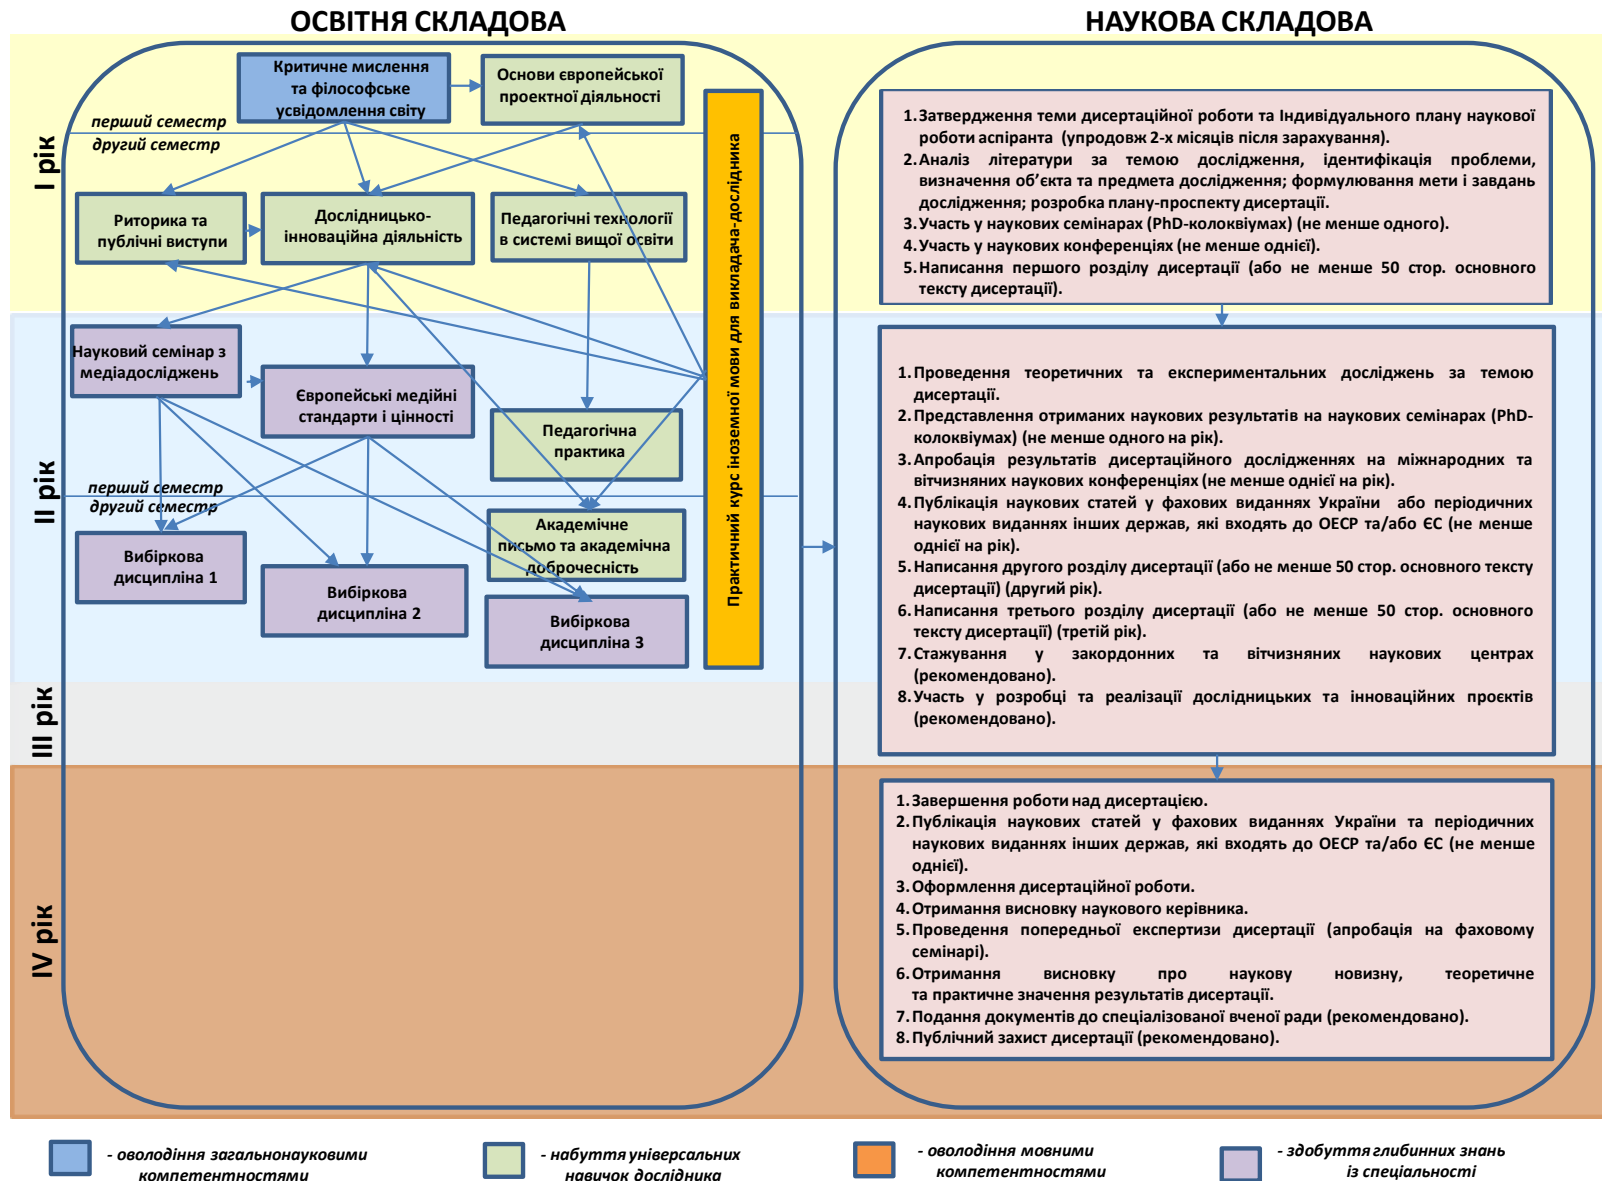 ОСВІТНЯ СКЛАДОВА
НАУКОВА СКЛАДОВА
I рік
перший семестр
другий семестр
Критичне мислення
та філософське
усвідомлення світу
Основи європейської
проектної діяльності
Риторика та
публічні виступи
Дослідницько-
інноваційна діяльність
Педагогічні технології
в системі вищої освіти
II рік
Науковий семінар з
медіадосліджень
Європейські медійні
стандарти і цінності
Педагогічна
практика
перший семестр
другий семестр
Академічне
письмо та академічна
доброчесність
Вибіркова
дисципліна 1
Вибіркова
дисципліна 2
Вибіркова
дисципліна 3
Практичний курс іноземної мови для викладача-дослідника
III рік
IV рік
1. Затвердження теми дисертаційної роботи та Індивідуального плану наукової
роботи аспіранта (упродовж 2-х місяців після зарахування).
2. Аналіз літератури за темою дослідження, ідентифікація проблеми,
визначення об’єкта та предмета дослідження; формулювання мети і завдань
дослідження; розробка плану-проспекту дисертації.
3. Участь у наукових семінарах (PhD-колоквіумах) (не менше одного).
4. Участь у наукових конференціях (не менше однієї).
5. Написання першого розділу дисертації (або не менше 50 стор. основного
тексту дисертації).
1. Проведення теоретичних та експериментальних досліджень за темою
дисертації.
2. Представлення отриманих наукових результатів на наукових семінарах (PhD-
колоквіумах) (не менше одного на рік).
3. Апробація результатів дисертаційного дослідженнях на міжнародних та
вітчизняних наукових конференціях (не менше однієї на рік).
4. Публікація наукових статей у фахових виданнях України або періодичних
наукових виданнях інших держав, які входять до ОЕСР та/або ЄС (не менше
однієї на рік).
5. Написання другого розділу дисертації (або не менше 50 стор. основного тексту
дисертації) (другий рік).
6. Написання третього розділу дисертації (або не менше 50 стор. основного
тексту дисертації) (третій рік).
7. Стажування у закордонних та вітчизняних наукових центрах
(рекомендовано).
8. Участь у розробці та реалізації дослідницьких та інноваційних проєктів
(рекомендовано).
1. Завершення роботи над дисертацією.
2. Публікація наукових статей у фахових виданнях України та періодичних
наукових виданнях інших держав, які входять до ОЕСР та/або ЄС (не менше
однієї).
3. Оформлення дисертаційної роботи.
4. Отримання висновку наукового керівника.
5. Проведення попередньої експертизи дисертації (апробація на фаховому
семінарі).
6. Отримання висновку про наукову новизну, теоретичне
та практичне значення результатів дисертації.
7. Подання документів до спеціалізованої вченої ради (рекомендовано).
8. Публічний захист дисертації (рекомендовано).
- оволодіння загальнонауковими
компетентностями
- набуття універсальних
навичок дослідника
- оволодіння мовними
компетентностями
- здобуття глибинних знань
із спеціальності